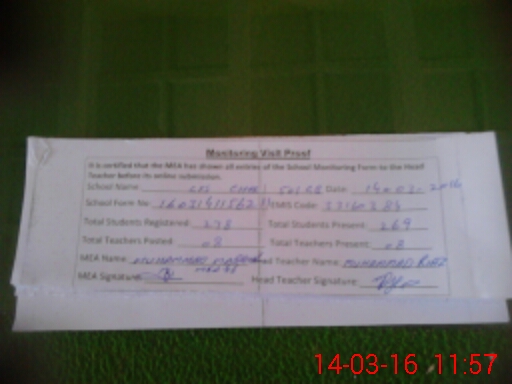 Monitoring Visit Proof
It is certified that the MEA has shown all entries of the School Monitoring Form to the Head
Teacher before its online submission.
School Name Date: 14-03-2016
School Form No EMIS Code:
Total Students Registered: 278 Total Students Present: 269
Total Teachers Posted: 08 Total Teachers Present: 08
MEA Name: MUHAMMAD Head Teacher Name: MUHAMMAD
MEA Signature: Head Teacher Signature:
14-03-16 11:57